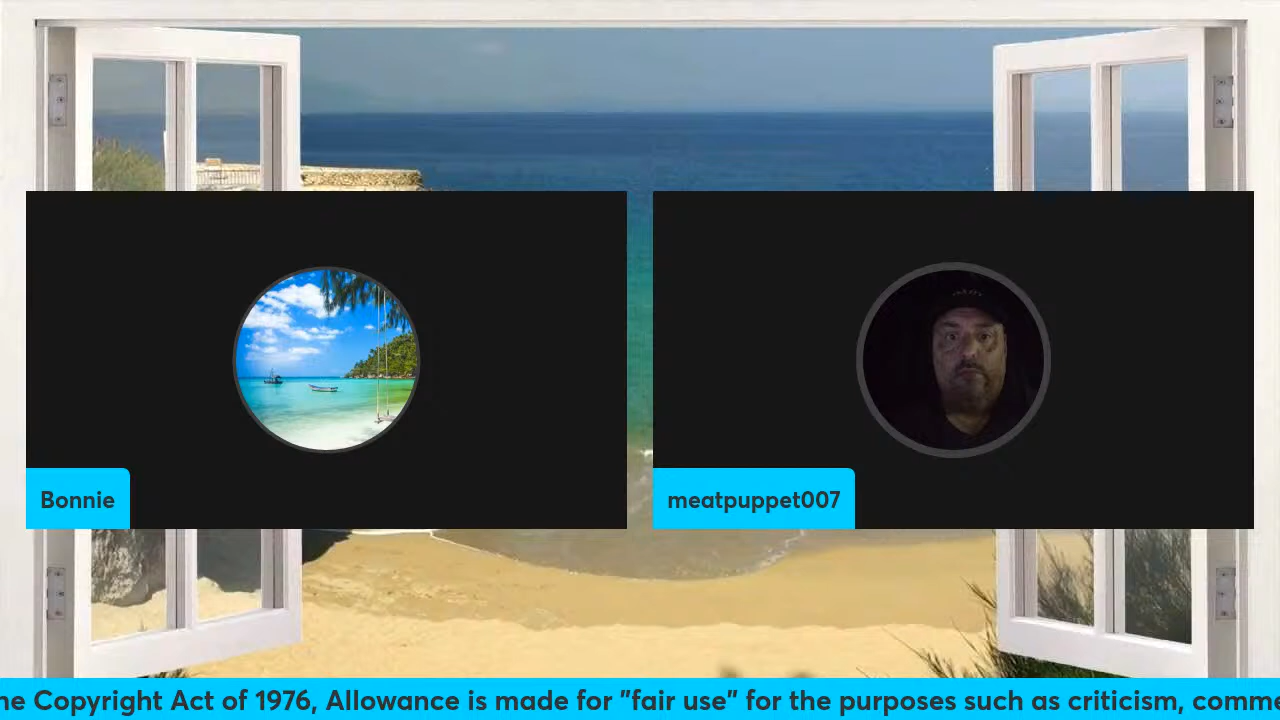 Bonnie
meatpuppet007
he Copyright Act of 1976, Allowance is made for "fair use" for the purposes such as criticism, comme